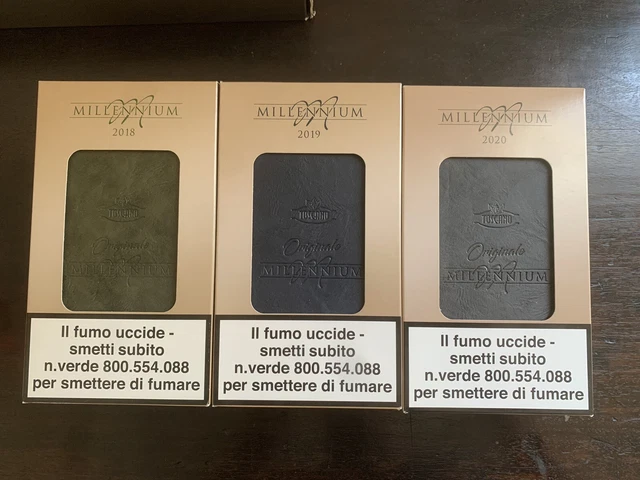 MILLENNIUM
2018
TOSCANO
Originale
MILLENNIUM
Il fumo uccide -
smetti subito
n.verde 800.554.088
per smettere di fumare
MILLENNIUM
2019
TOSCANO
Originale
MILLENNIUM
Il fumo uccide -
smetti subito
n.verde 800.554.088
per smettere di fumare
MILLENNIUM
2020
TOSCANO
Originale
MILLENNIUM
Il fumo uccide -
smetti subito
n.verde 800.554.088
per smettere di fumare